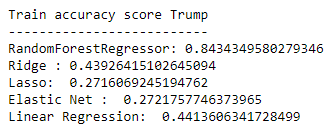 Train accuracy score Trump
--------------------------
RandomForestRegressor: 0.8434349580279346
Ridge : 0.43926415102645094
Lasso:  0.2716069245194762
Elastic Net :  0.2721757746373965
Linear Regression:  0.4413606341728499